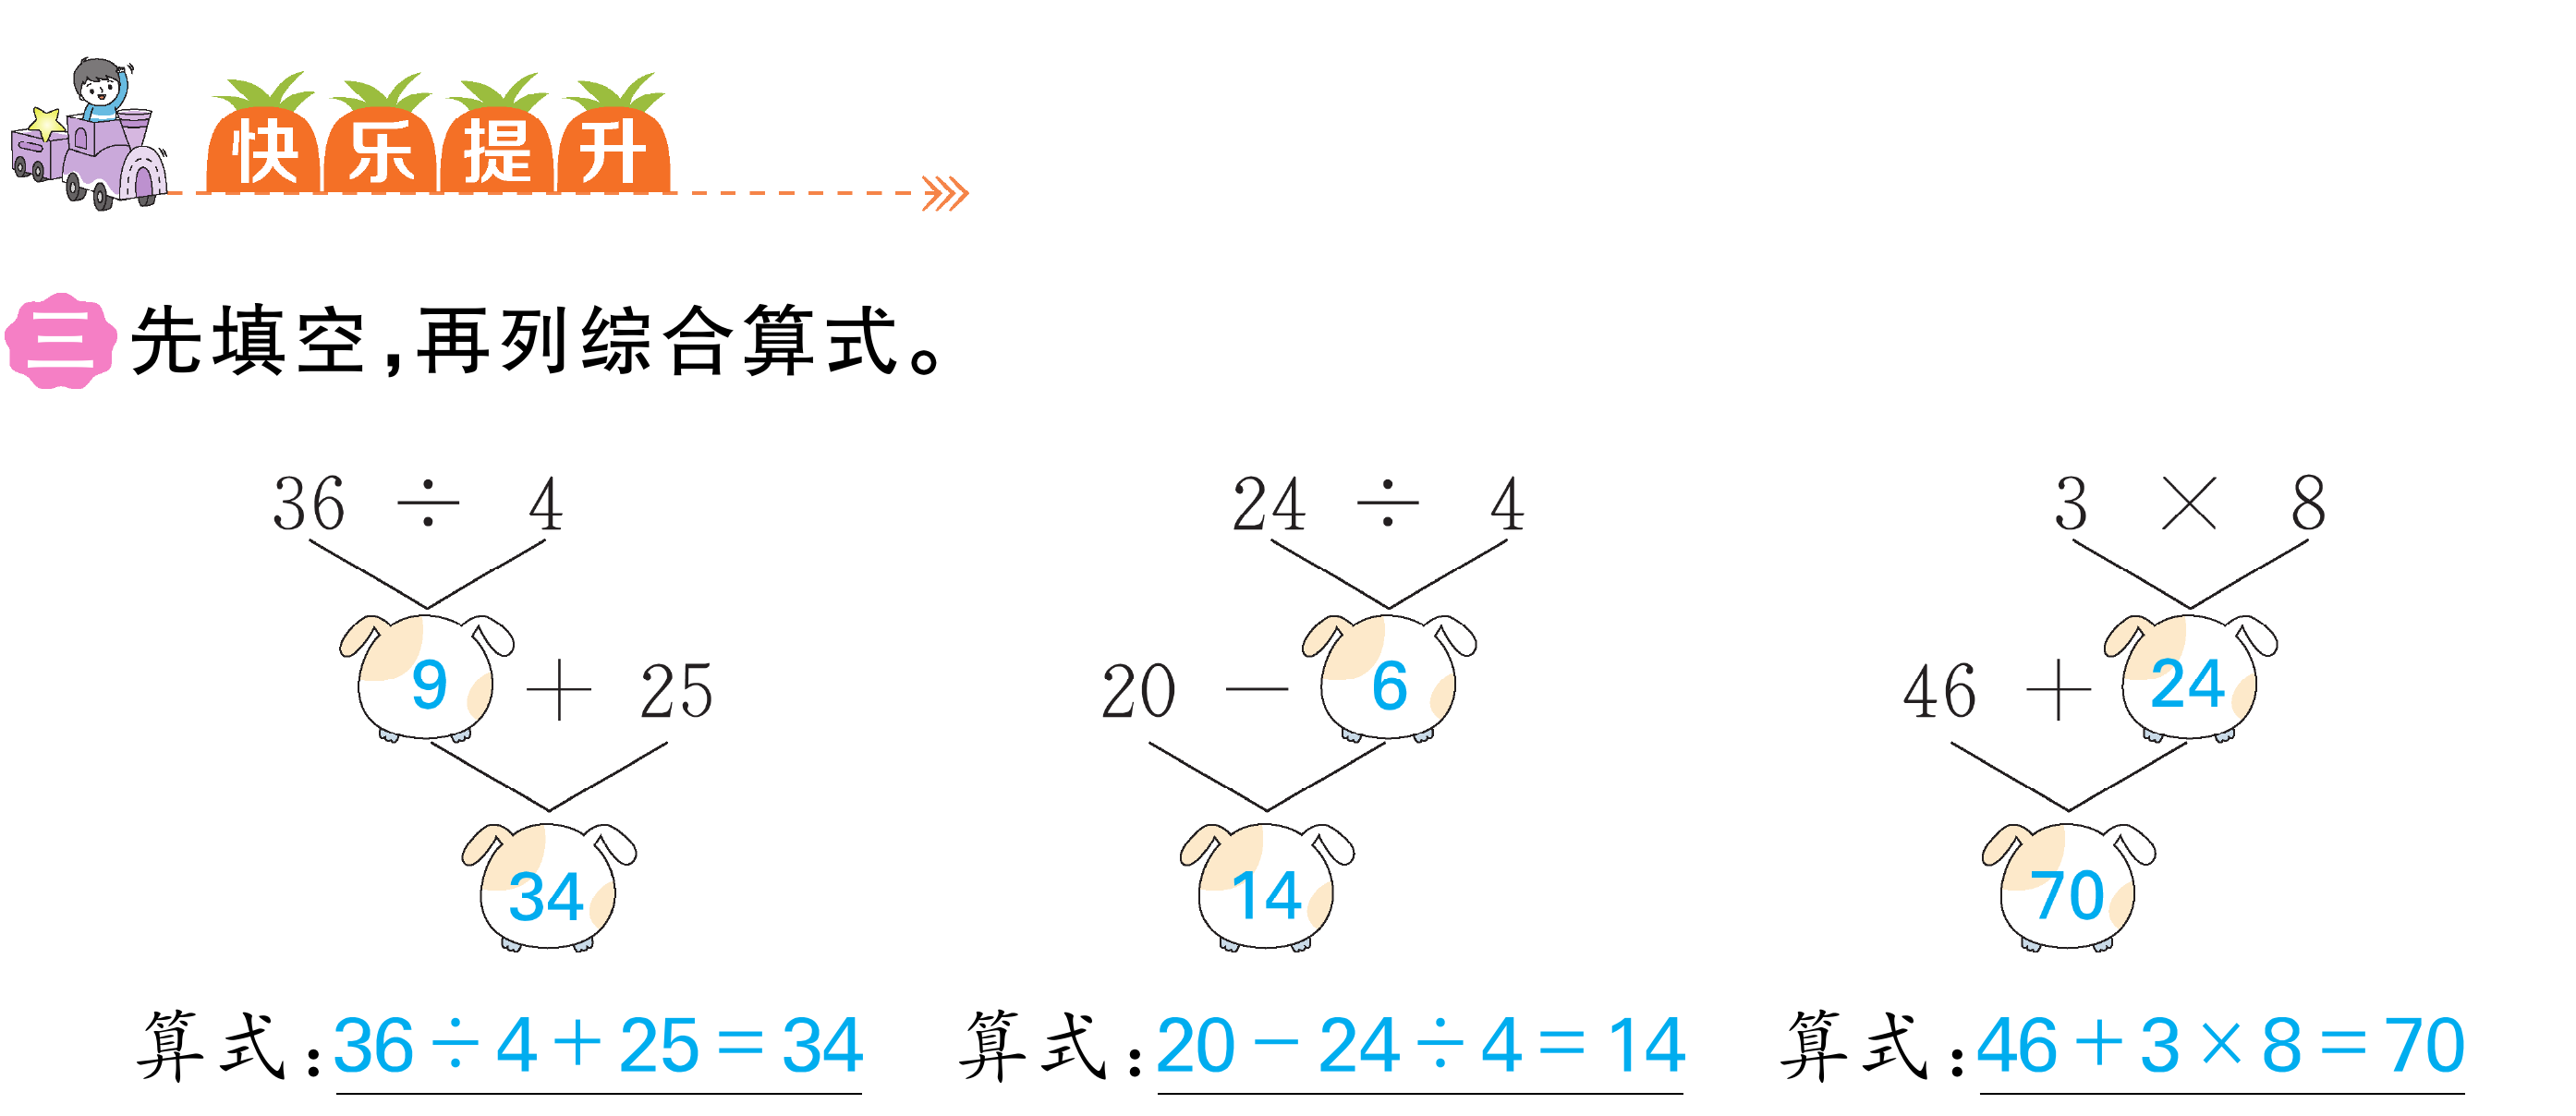 快乐提升
三 先填空,再列综合算式。
36 ÷ 4 24 ÷ 4 3 × 8
9 + 25 20 − 6 46 + 24
34 14 70
算式:36÷4+25=34 算式:20−24÷4=14 算式:46+3×8=70